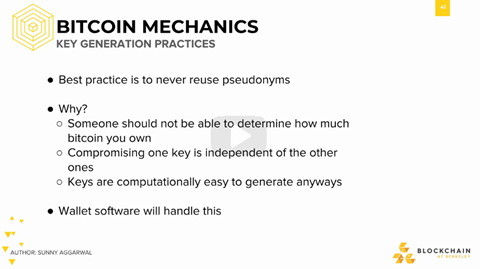 43
BITCOIN MECHANICS
KEY GENERATION PRACTICES
● Best practice is to never reuse pseudonyms
● Why?
○ Someone should not be able to determine how much
bitcoin you own
○ Compromising one key is independent of the other
ones
○ Keys are computationally easy to generate anyways
● Wallet software will handle this
AUTHOR: SUNNY AGGARWAL
BLOCKCHAIN
AT BERKELEY